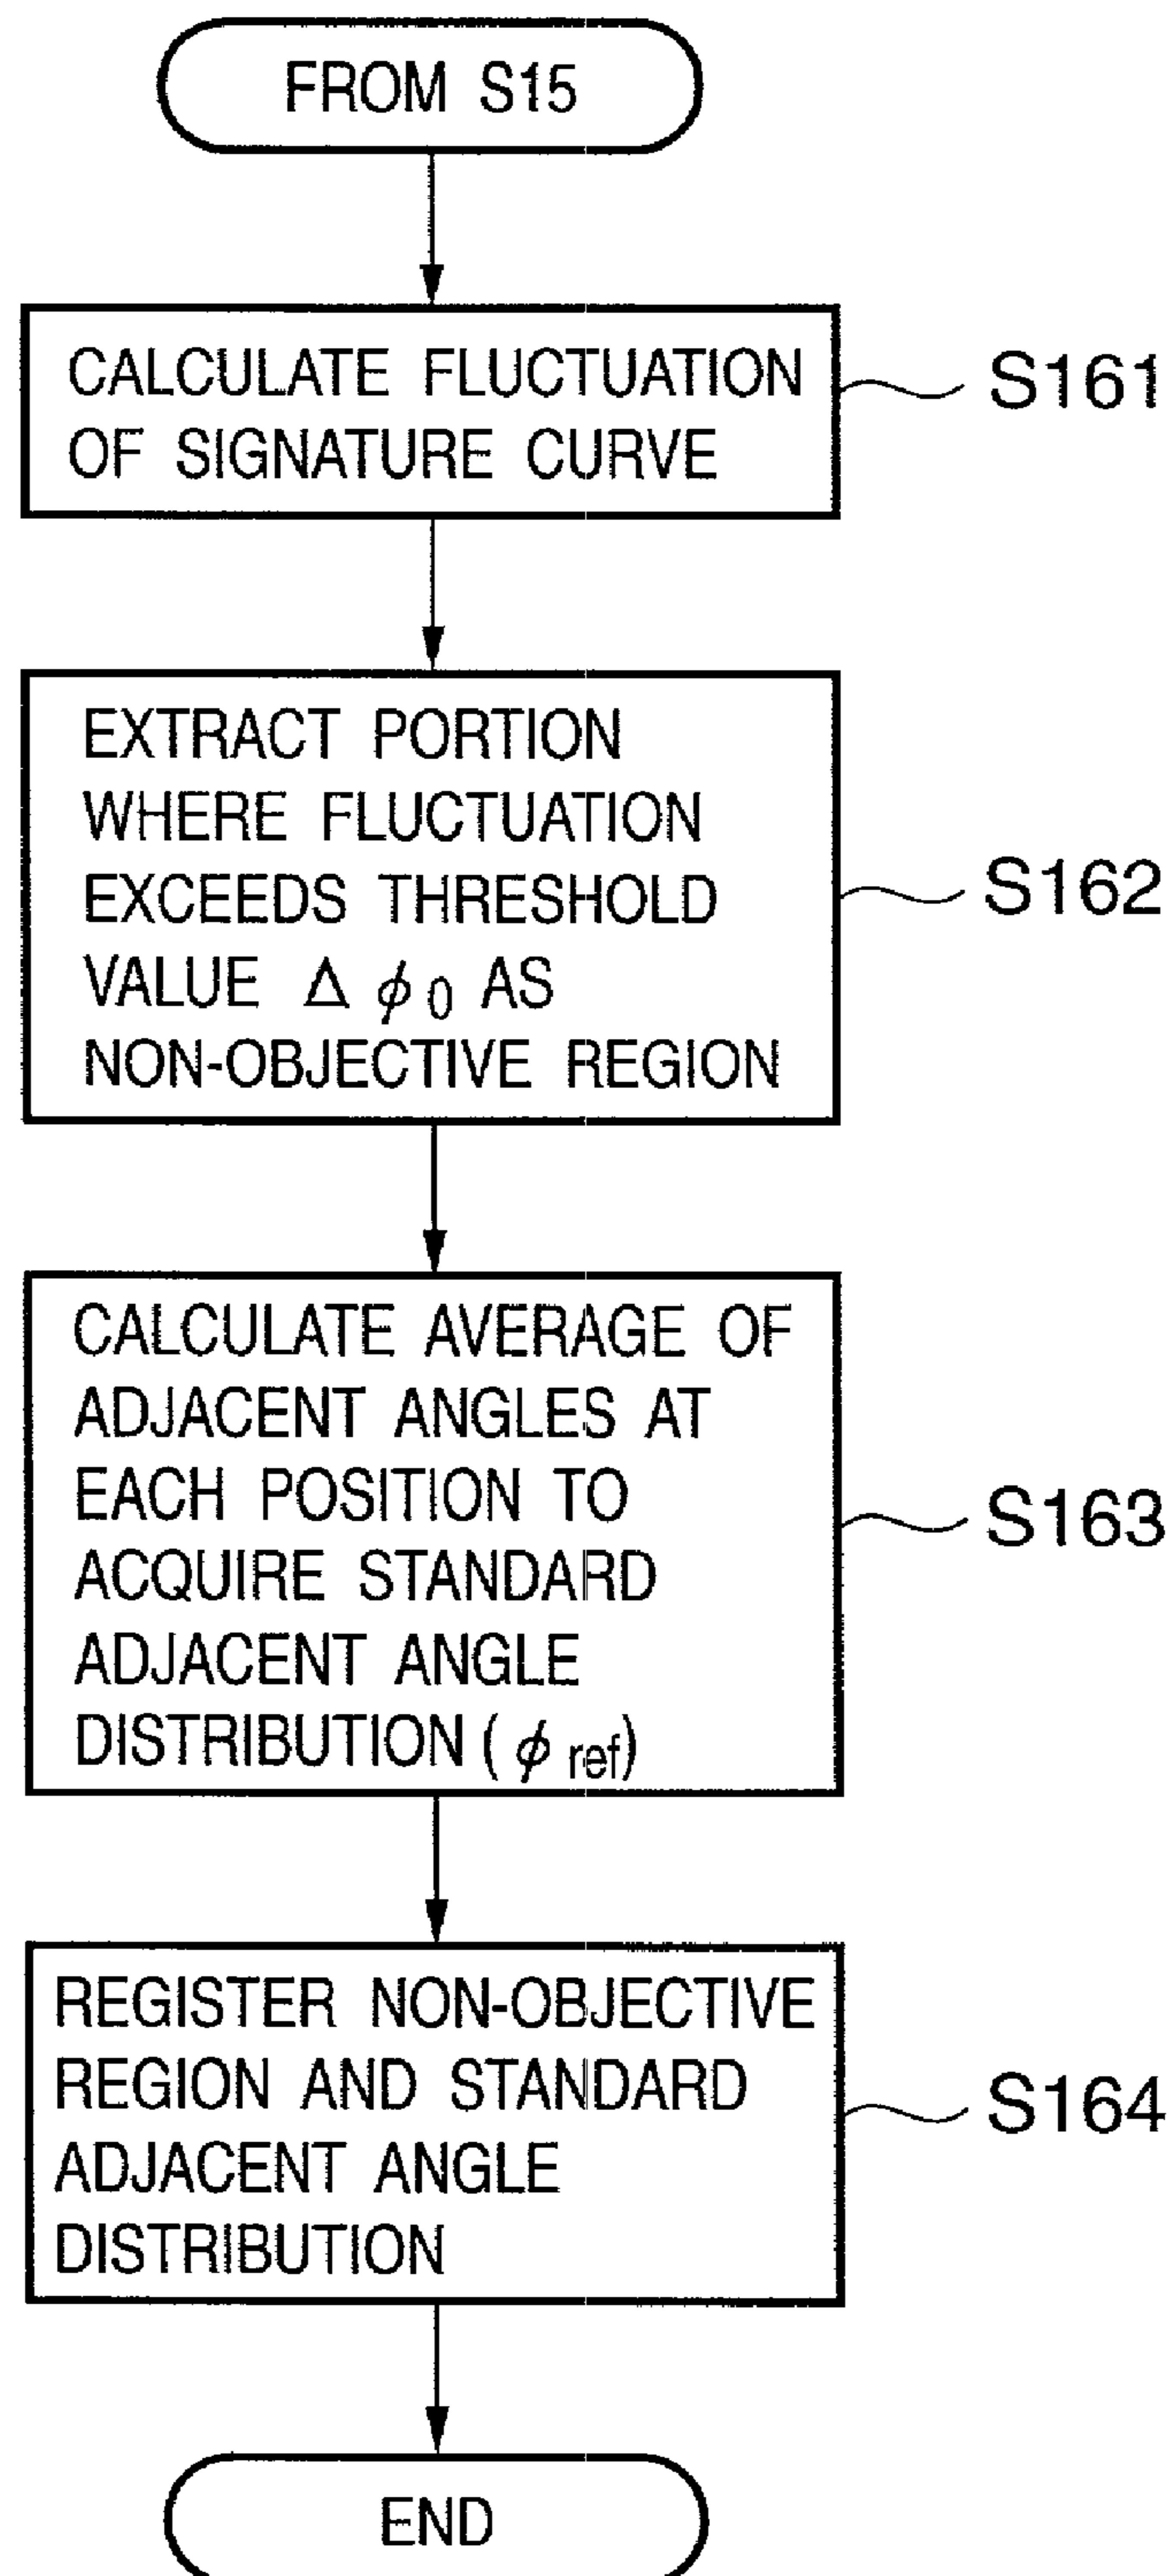 FROM S15
CALCULATE FLUCTUATION
OF SIGNATURE CURVE
S161
EXTRACT PORTION
WHERE FLUCTUATION
EXCEEDS THRESHOLD
VALUE Δ ϕ 0 AS
NON-OBJECTIVE REGION
S162
CALCULATE AVERAGE OF
ADJACENT ANGLES AT
EACH POSITION TO
ACQUIRE STANDARD
ADJACENT ANGLE
DISTRIBUTION ( ϕ ref)
S163
REGISTER NON-OBJECTIVE
REGION AND STANDARD
ADJACENT ANGLE
DISTRIBUTION
S164
END